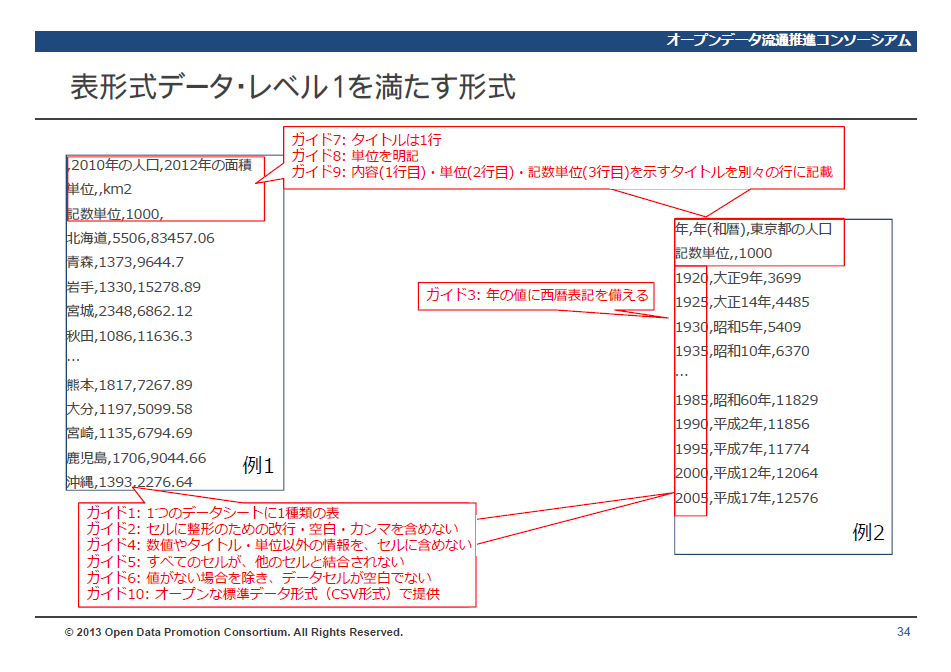 オープンデータ流通推進コンソーシアム
表形式データ・レベル1を満たす形式
ガイド7: タイトルは1行
ガイド8: 単位を明記
ガイド9: 内容(1行目)・単位(2行目)・記数単位(3行目)を示すタイトルを別々の行に記載
,2010年の人口,2012年の面積
単位,,km2
記数単位,1000,
北海道,5506,83457.06
青森,1373,9644.7
岩手,1330,15278.89
宮城,2348,6862.12
秋田,1086,11636.3
…
熊本,1817,7267.89
大分,1197,5099.58
宮崎,1135,6794.69
鹿児島,1706,9044.66
沖縄,1393,2276.64
例1
ガイド3: 年の値に西暦表記を備える
年,年(和暦),東京都の人口
記数単位,,1000
1920,大正9年,3699
1925,大正14年,4485
1930,昭和5年,5409
1935,昭和10年,6370
…
1985,昭和60年,11829
1990,平成2年,11856
1995,平成7年,11774
2000,平成12年,12064
2005,平成17年,12576
例2
ガイド1: 1つのデータシートに1種類の表
ガイド2: セルに整形のための改行・空白・カンマを含めない
ガイド4: 数値やタイトル・単位以外の情報を、セルに含めない
ガイド5: すべてのセルが、他のセルと結合されない
ガイド6: 値がない場合を除き、データセルが空白でない
ガイド10: オープンな標準データ形式（CSV形式）で提供
© 2013 Open Data Promotion Consortium. All Rights Reserved.
34